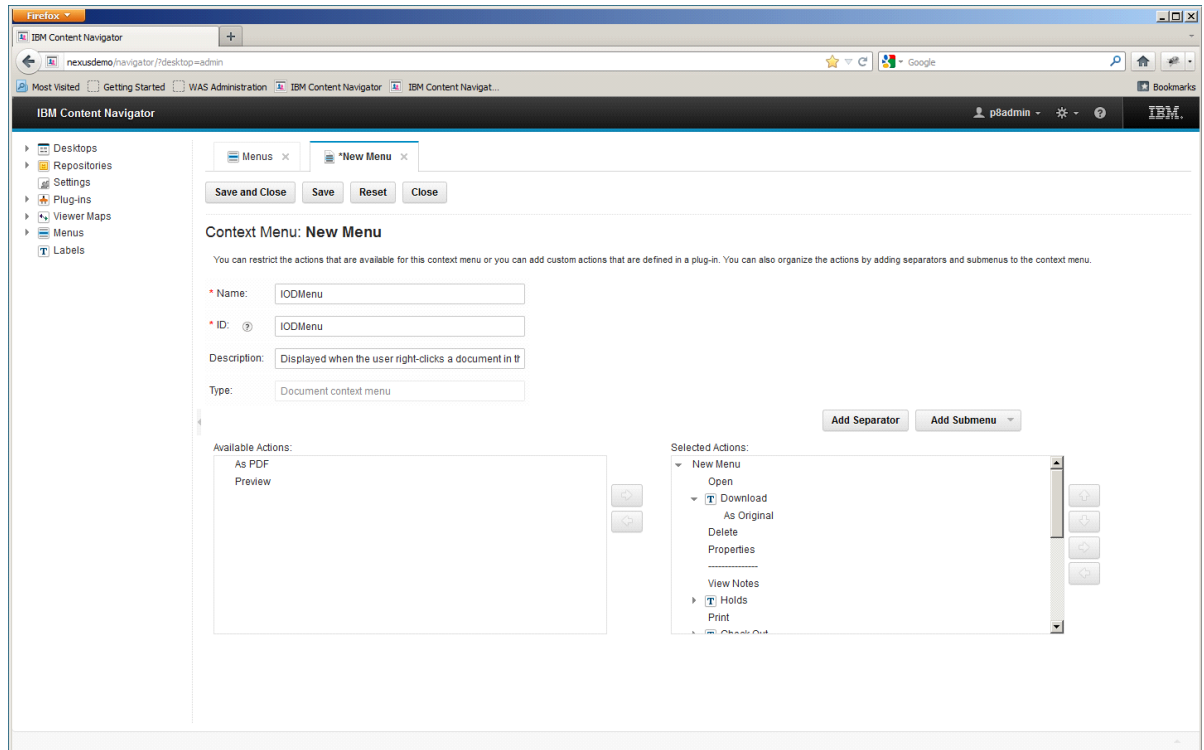 Firefox
IBM Content Navigator
nexusdemo/navigator/?desktop=admin
Google
Most Visited Getting Started WAS Administration IBM Content Navigator IBM Content Navigat... Bookmarks
IBM Content Navigator p8admin IBM.
Desktops
Repositories
Settings
Plug-ins
Viewer Maps
Menus
Labels
Menus *New Menu
Save and Close Save Reset Close
Context Menu: New Menu
You can restrict the actions that are available for this context menu or you can add custom actions that are defined in a plug-in. You can also organize the actions by adding separators and submenus to the context menu.
* Name: IODMenu
* ID: ? IODMenu
Description: Displayed when the user right-clicks a document in th
Type: Document context menu
Add Separator Add Submenu
Available Actions:
As PDF
Preview
Selected Actions:
New Menu
Open
T Download
As Original
Delete
Properties
---------------
View Notes
T Holds
Print
T Check Out